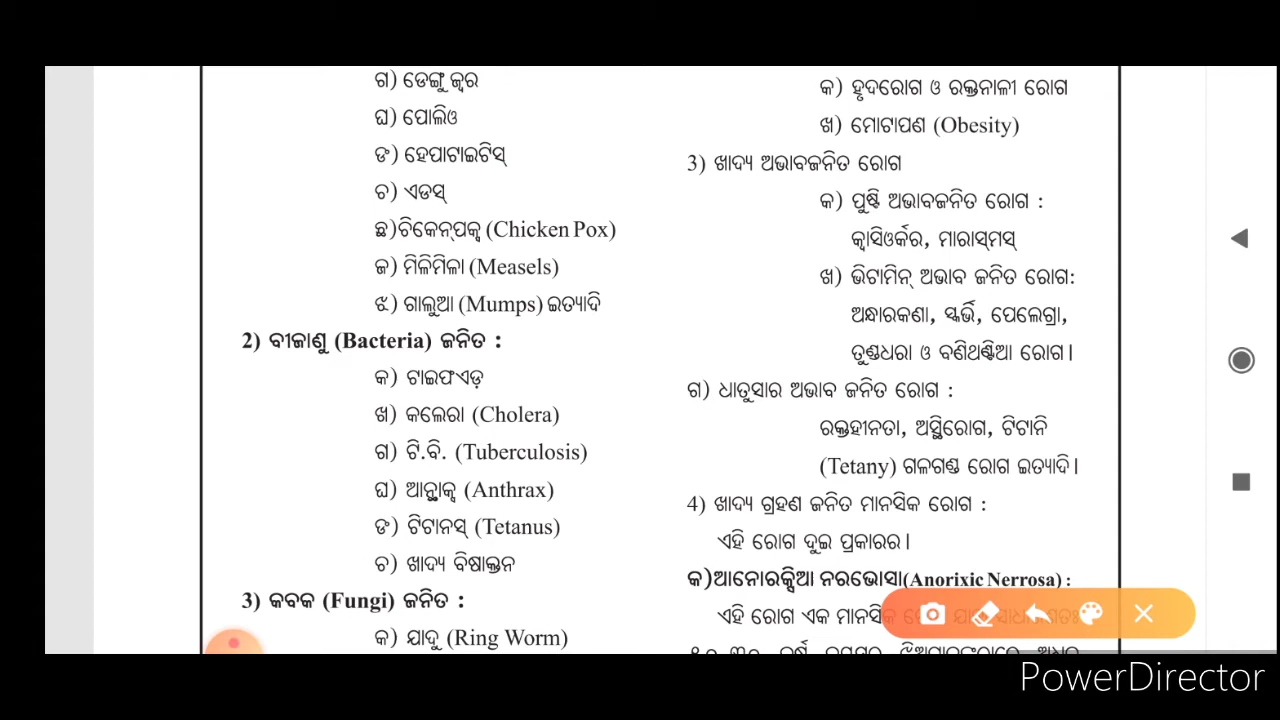 ଗ) ଡେଙ୍ଗୁ ଜ୍ୱର
ଘ) ପୋଲିଓ
ଙ) ହେପାଟାଇଟିସ୍
ଚ) ଏଡସ୍
ଛ)ଚିକେନ୍‌ପକ୍ସ (Chicken Pox)
ଜ) ମିଳିମିଳା (Measels)
ଝ) ଗାଲୁଆ (Mumps) ଇତ୍ୟାଦି
2) ବୀଜାଣୁ (Bacteria) ଜନିତ :
କ) ଟାଇଫଏଡ଼
ଖ) କଲେରା (Cholera)
ଗ) ଟି.ବି. (Tuberculosis)
ଘ) ଆନ୍ଥ୍ରାକ୍ସ (Anthrax)
ଙ) ଟିଟାନସ୍ (Tetanus)
ଚ) ଖାଦ୍ୟ ବିଷାକ୍ତନ
3) କବକ (Fungi) ଜନିତ :
କ) ଯାଦୁ (Ring Worm)
କ) ହୃଦରୋଗ ଓ ରକ୍ତନାଳୀ ରୋଗ
ଖ) ମୋଟାପଣ (Obesity)
3) ଖାଦ୍ୟ ଅଭାବଜନିତ ରୋଗ
କ) ପୁଷ୍ଟି ଅଭାବଜନିତ ରୋଗ :
କ୍ୱାସିଓର୍କର, ମାରାସ୍‌ମସ୍
ଖ) ଭିଟାମିନ୍ ଅଭାବ ଜନିତ ରୋଗ:
ଅନ୍ଧାରକଣା, ସ୍କର୍ଭି, ପେଲେଗ୍ରା,
ତୁଣ୍ଡଧରା ଓ ବଣିଥଣ୍ଟିଆ ରୋଗ।
ଗ) ଧାତୁସାର ଅଭାବ ଜନିତ ରୋଗ :
ରକ୍ତହୀନତା, ଅସ୍ଥିରୋଗ, ଟିଟାନି
(Tetany) ଗଳଗଣ୍ଡ ରୋଗ ଇତ୍ୟାଦି।
4) ଖାଦ୍ୟ ଗ୍ରହଣ ଜନିତ ମାନସିକ ରୋଗ :
ଏହି ରୋଗ ଦୁଇ ପ୍ରକାରର।
କ)ଆନୋରକ୍ସିଆ ନରଭୋସା(Anorixic Nerrosa) :
ଏହି ରୋଗ ଏକ ମାନସିକ
PowerDirector